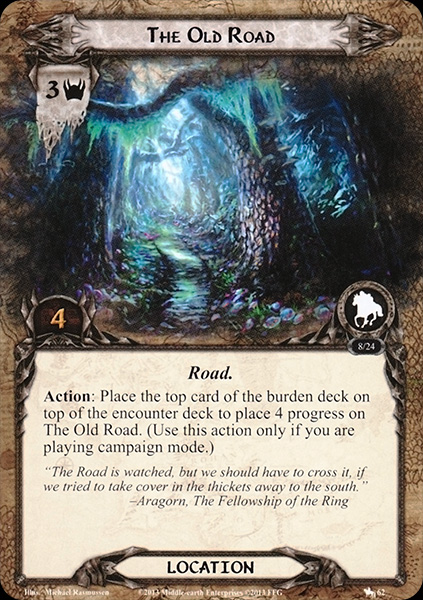 THE OLD ROAD
3
4
8/24
Road.
Action: Place the top card of the burden deck on
top of the encounter deck to place 4 progress on
The Old Road. (Use this action only if you are
playing campaign mode.)
“The Road is watched, but we should have to cross it, if
we tried to take cover in the thickets away to the south.”
–Aragorn, The Fellowship of the Ring
LOCATION
Illus. Michael Rasmussen
©2013 Middle-earth Enterprises ©2013 FFG
62